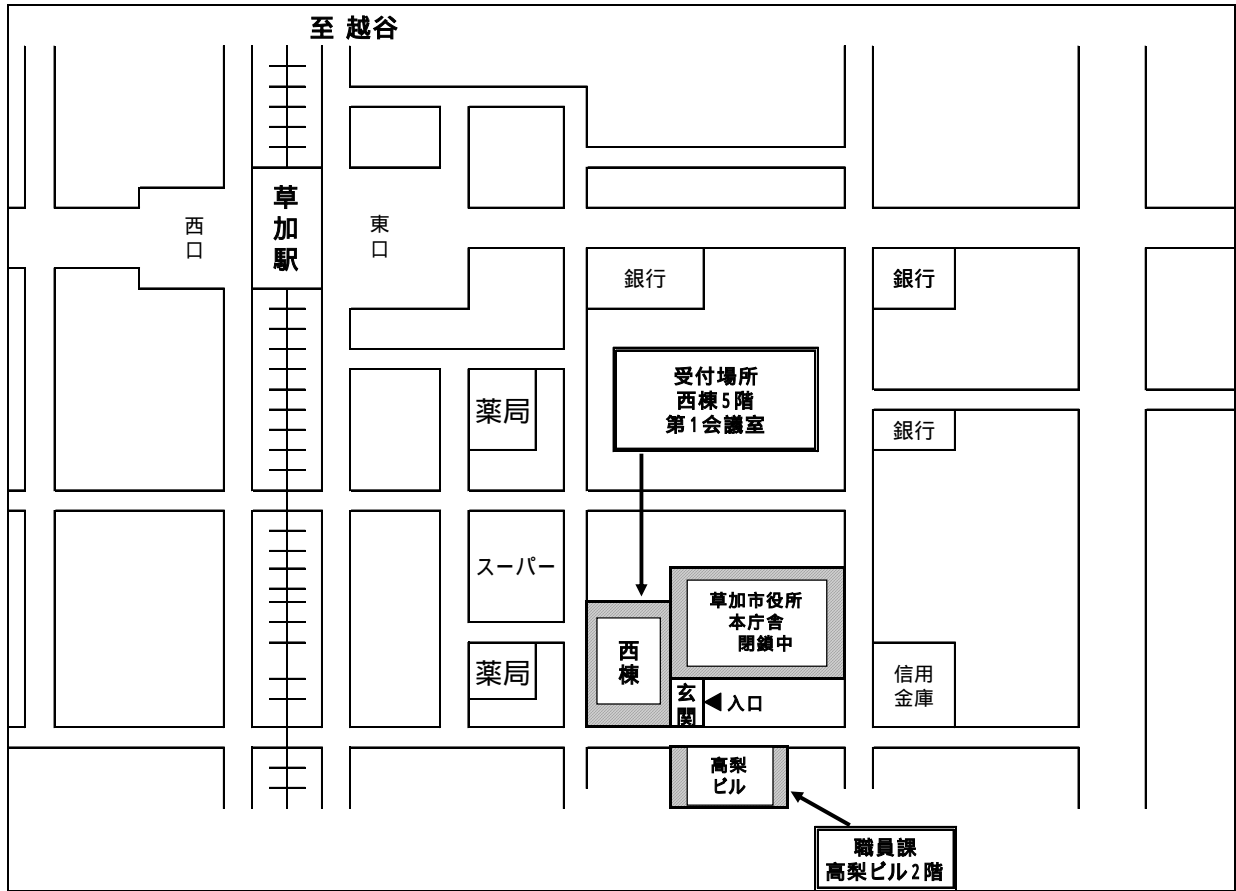 至 越谷
草加駅
西口
東口
銀行
銀行
受付場所
西棟5階
第1会議室
薬局
銀行
スーパー
草加市役所
本庁舎
閉鎖中
西棟
薬局
玄関
入口
信用
金庫
高梨
ビル
職員課
高梨ビル2階